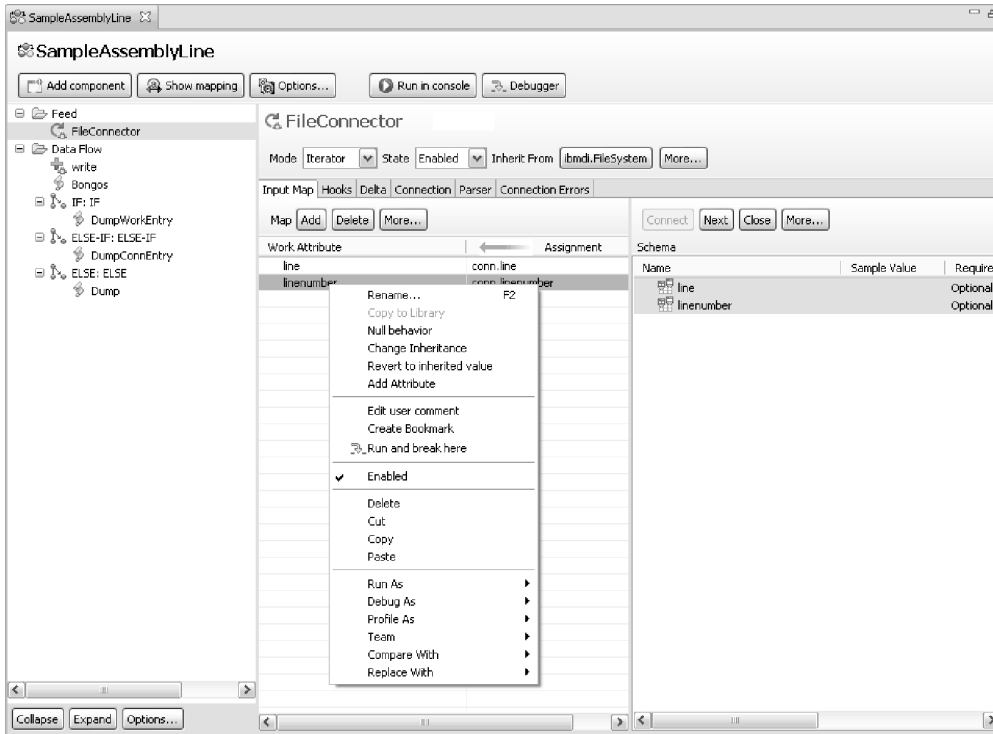 SampleAssemblyLine
SampleAssemblyLine
Add component Show mapping Options... Run in console Debugger
Feed
FileConnector
Data Flow
write
Bongos
IF: IF
DumpWorkEntry
ELSE-IF: ELSE-IF
DumpConnEntry
ELSE: ELSE
Dump
Collapse Expand Options...
FileConnector
Mode Iterator State Enabled Inherit From ibmdi.FileSystem More...
Input Map Hooks Delta Connection Parser Connection Errors
Map Add Delete More...
Work Attribute Assignment
line conn.line
linenumber conn.linenumber
Rename... F2
Copy to Library
Null behavior
Change Inheritance
Revert to inherited value
Add Attribute
Edit user comment
Create Bookmark
Run and break here
Enabled
Delete
Cut
Copy
Paste
Run As
Debug As
Profile As
Team
Compare With
Replace With
Connect Next Close More...
Schema
Name Sample Value Require
line Optional
linenumber Optional